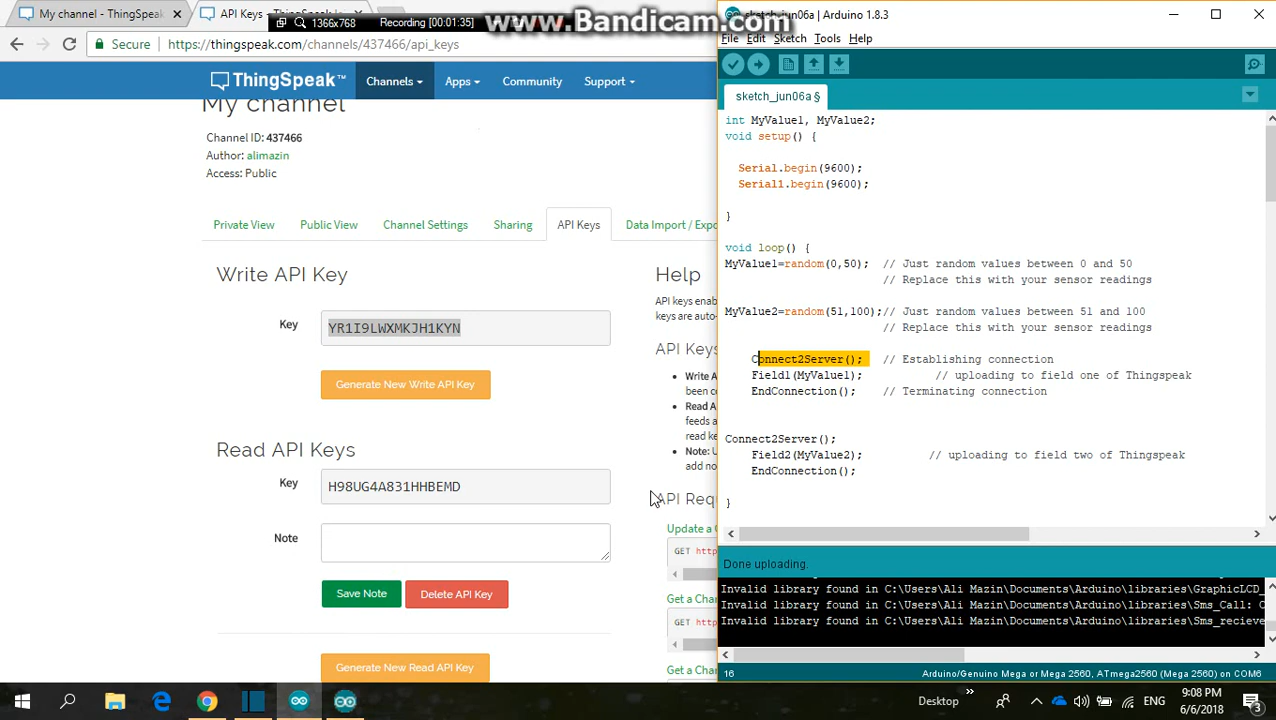 My channel - ThingSpeak
API Keys - ThingSpeak
1366x768
Recording [00:01:35]
www.Bandicam.com
Secure
https://thingspeak.com/channels/437466/api_keys
ThingSpeak™
Channels
Apps
Community
Support
My channel
Channel ID: 437466
Author: alimazin
Access: Public
Private View
Public View
Channel Settings
Sharing
API Keys
Data Import / Expo
Write API Key
Key
YR1I9LWXMKJH1KYN
Generate New Write API Key
Read API Keys
Key
H98UG4A831HHBEMD
Note
Save Note
Delete API Key
Generate New Read API Key
Help
API keys enab
keys are auto-
API Keys
Write A
been c
Read A
feeds a
read ke
Note: U
add no
API Requ
Update a C
GET http
Get a Chan
GET http
Get a Chan
sketch_jun06a | Arduino 1.8.3
File Edit Sketch Tools Help
sketch_jun06a §
int MyValue1, MyValue2;
void setup() {
Serial.begin(9600);
Serial1.begin(9600);
}
void loop() {
MyValue1=random(0,50); // Just random values between 0 and 50
// Replace this with your sensor readings
MyValue2=random(51,100);// Just random values between 51 and 100
// Replace this with your sensor readings
Connect2Server(); // Establishing connection
Field1(MyValue1); // uploading to field one of Thingspeak
EndConnection(); // Terminating connection
Connect2Server();
Field2(MyValue2); // uploading to field two of Thingspeak
EndConnection();
}
Done uploading.
Invalid library found in C:\Users\Ali Mazin\Documents\Arduino\libraries\GraphicLCD_
Invalid library found in C:\Users\Ali Mazin\Documents\Arduino\libraries\Sms_Call: C
Invalid library found in C:\Users\Ali Mazin\Documents\Arduino\libraries\Sms_recieve
16
Arduino/Genuino Mega or Mega 2560, ATmega2560 (Mega 2560) on COM6
Desktop
ENG
9:08 PM
6/6/2018
3